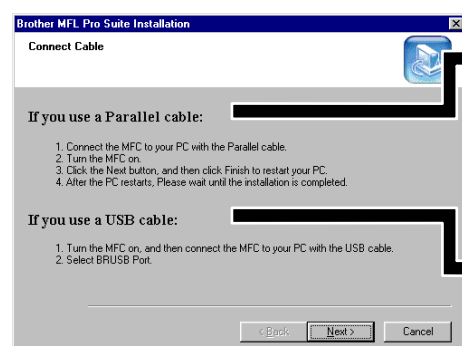 Brother MFL Pro Suite Installation
Connect Cable
If you use a Parallel cable:
1. Connect the MFC to your PC with the Parallel cable.
2. Turn the MFC on.
3. Click the Next button, and then click Finish to restart your PC.
4. After the PC restarts, Please wait until the installation is completed.
If you use a USB cable:
1. Turn the MFC on, and then connect the MFC to your PC with the USB cable.
2. Select BRUSB Port.
< Back Next > Cancel